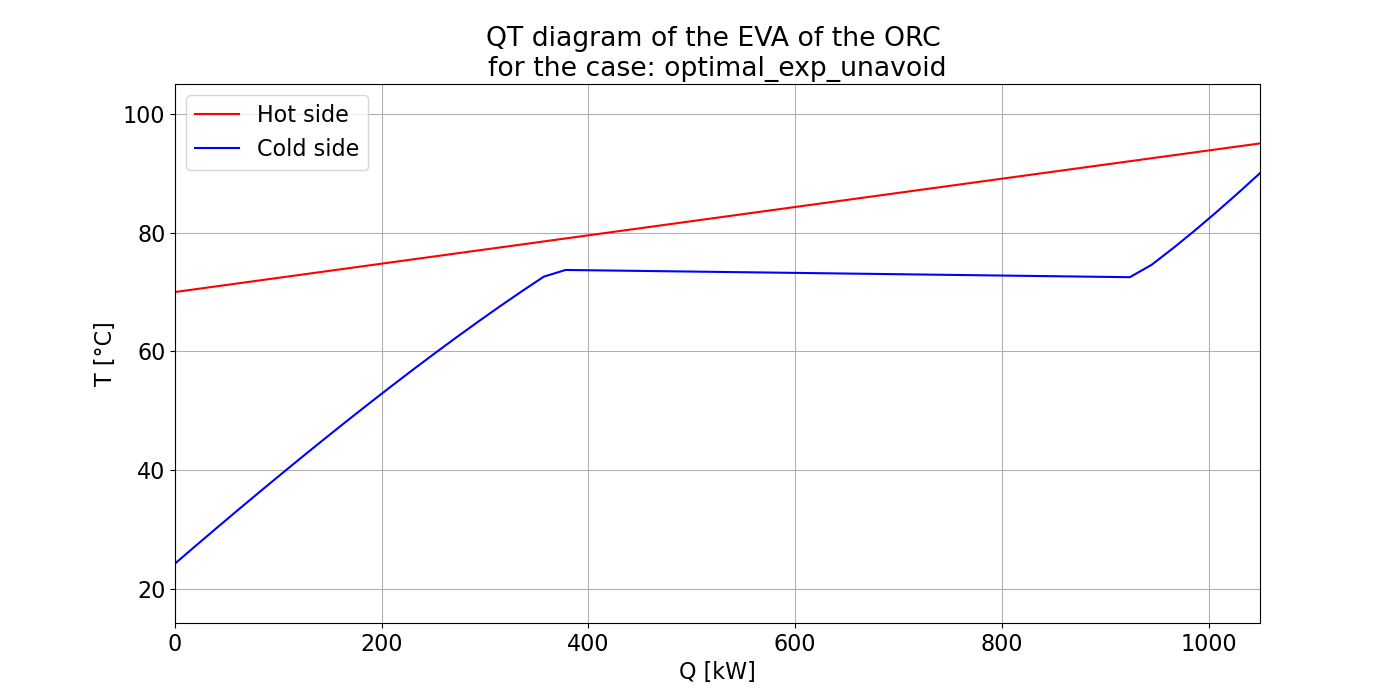 QT diagram of the EVA of the ORC
for the case: optimal_exp_unavoid
Hot side
Cold side
100
80
60
40
20
T [°C]
0
200
400
600
800
1000
Q [kW]